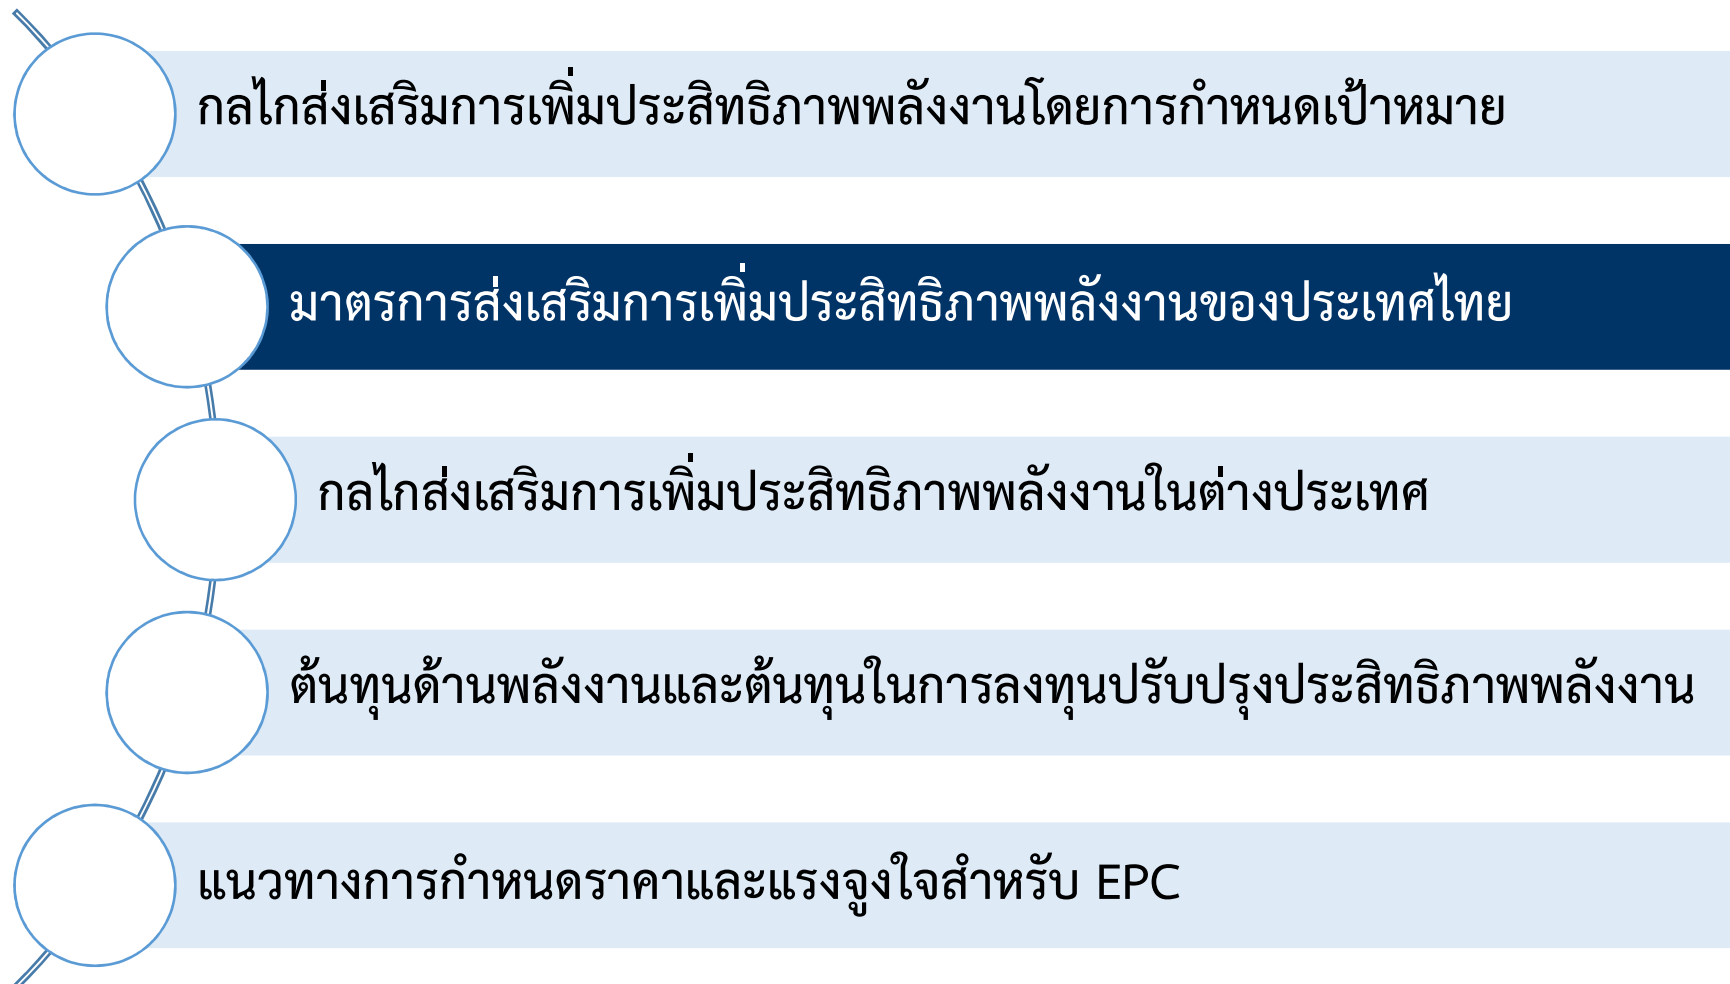 กลไกส่งเสริมการเพิ่มประสิทธิภาพพลังงานโดยการกำหนดเป้าหมาย
มาตรการส่งเสริมการเพิ่มประสิทธิภาพพลังงานของประเทศไทย
กลไกส่งเสริมการเพิ่มประสิทธิภาพพลังงานในต่างประเทศ
ต้นทุนด้านพลังงานและต้นทุนในการลงทุนปรับปรุงประสิทธิภาพพลังงาน
แนวทางการกำหนดราคาและแรงจูงใจสำหรับ EPC